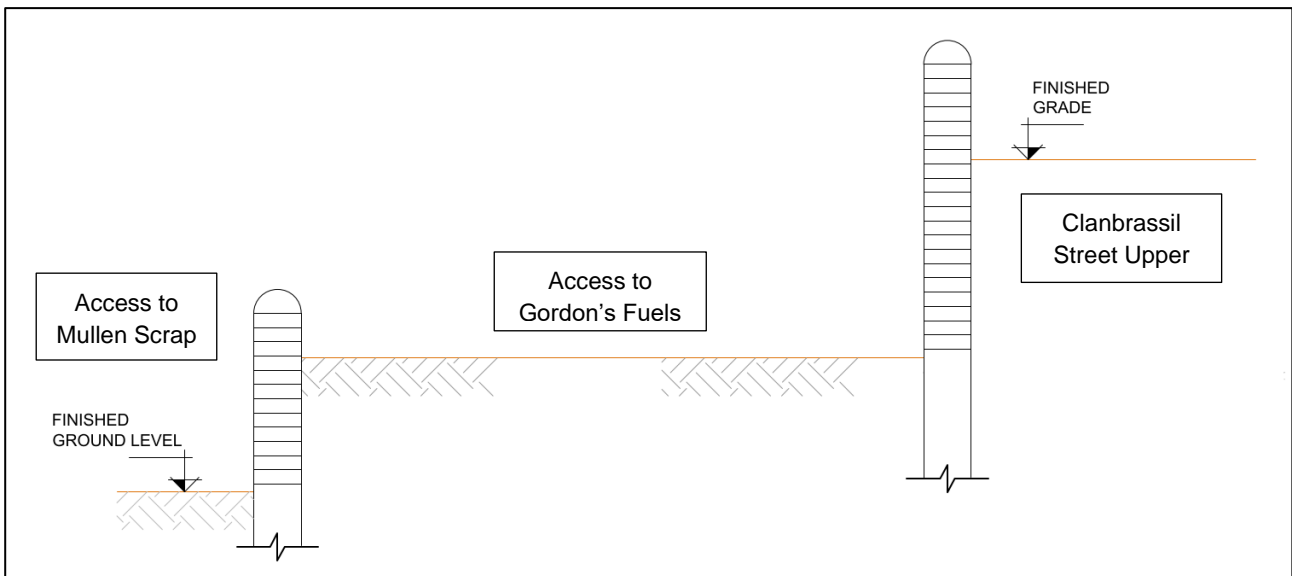 FINISHED
GRADE
Clanbrassil
Street Upper
Access to
Gordon’s Fuels
Access to
Mullen Scrap
FINISHED
GROUND LEVEL